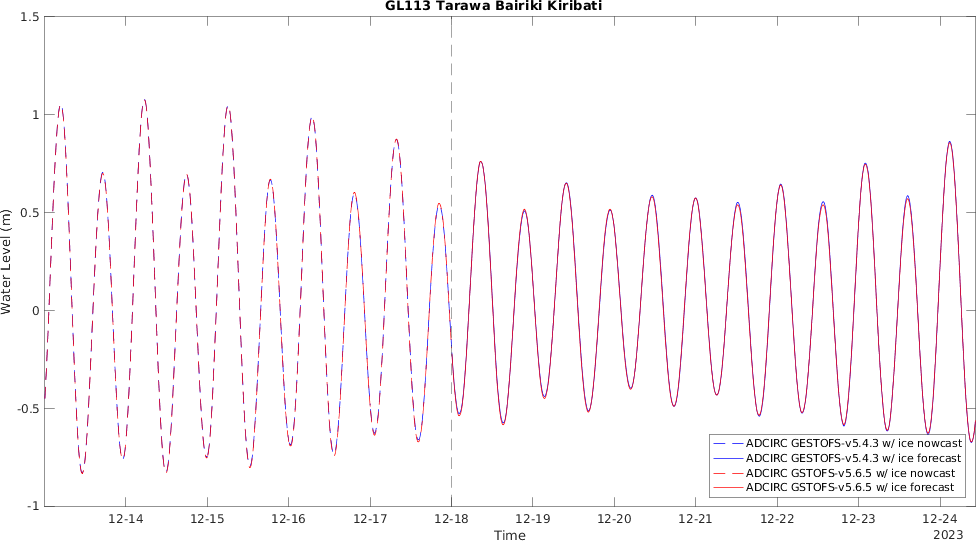 GL113 Tarawa Bairiki Kiribati
1.5
1
0.5
0
-0.5
-1
Water Level (m)
12-14
12-15
12-16
12-17
12-18
12-19
12-20
12-21
12-22
12-23
12-24
Time
2023
ADCIRC GESTOFS-v5.4.3 w/ ice nowcast
ADCIRC GESTOFS-v5.4.3 w/ ice forecast
ADCIRC GSTOFS-v5.6.5 w/ ice nowcast
ADCIRC GSTOFS-v5.6.5 w/ ice forecast